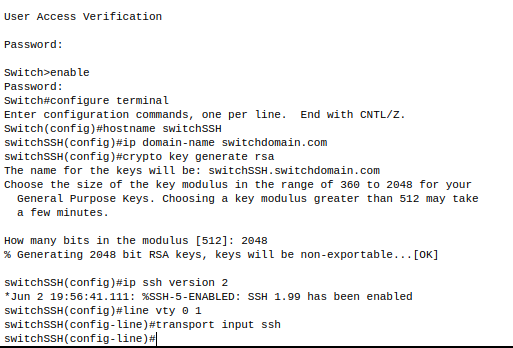 User Access Verification
Password:
Switch>enable
Password:
Switch#configure terminal
Enter configuration commands, one per line.  End with CNTL/Z.
Switch(config)#hostname switchSSH
switchSSH(config)#ip domain-name switchdomain.com
switchSSH(config)#crypto key generate rsa
The name for the keys will be: switchSSH.switchdomain.com
Choose the size of the key modulus in the range of 360 to 2048 for your
  General Purpose Keys. Choosing a key modulus greater than 512 may take
  a few minutes.
How many bits in the modulus [512]: 2048
% Generating 2048 bit RSA keys, keys will be non-exportable...[OK]
switchSSH(config)#ip ssh version 2
*Jun 2 19:56:41.111: %SSH-5-ENABLED: SSH 1.99 has been enabled
switchSSH(config)#line vty 0 1
switchSSH(config-line)#transport input ssh
switchSSH(config-line)#